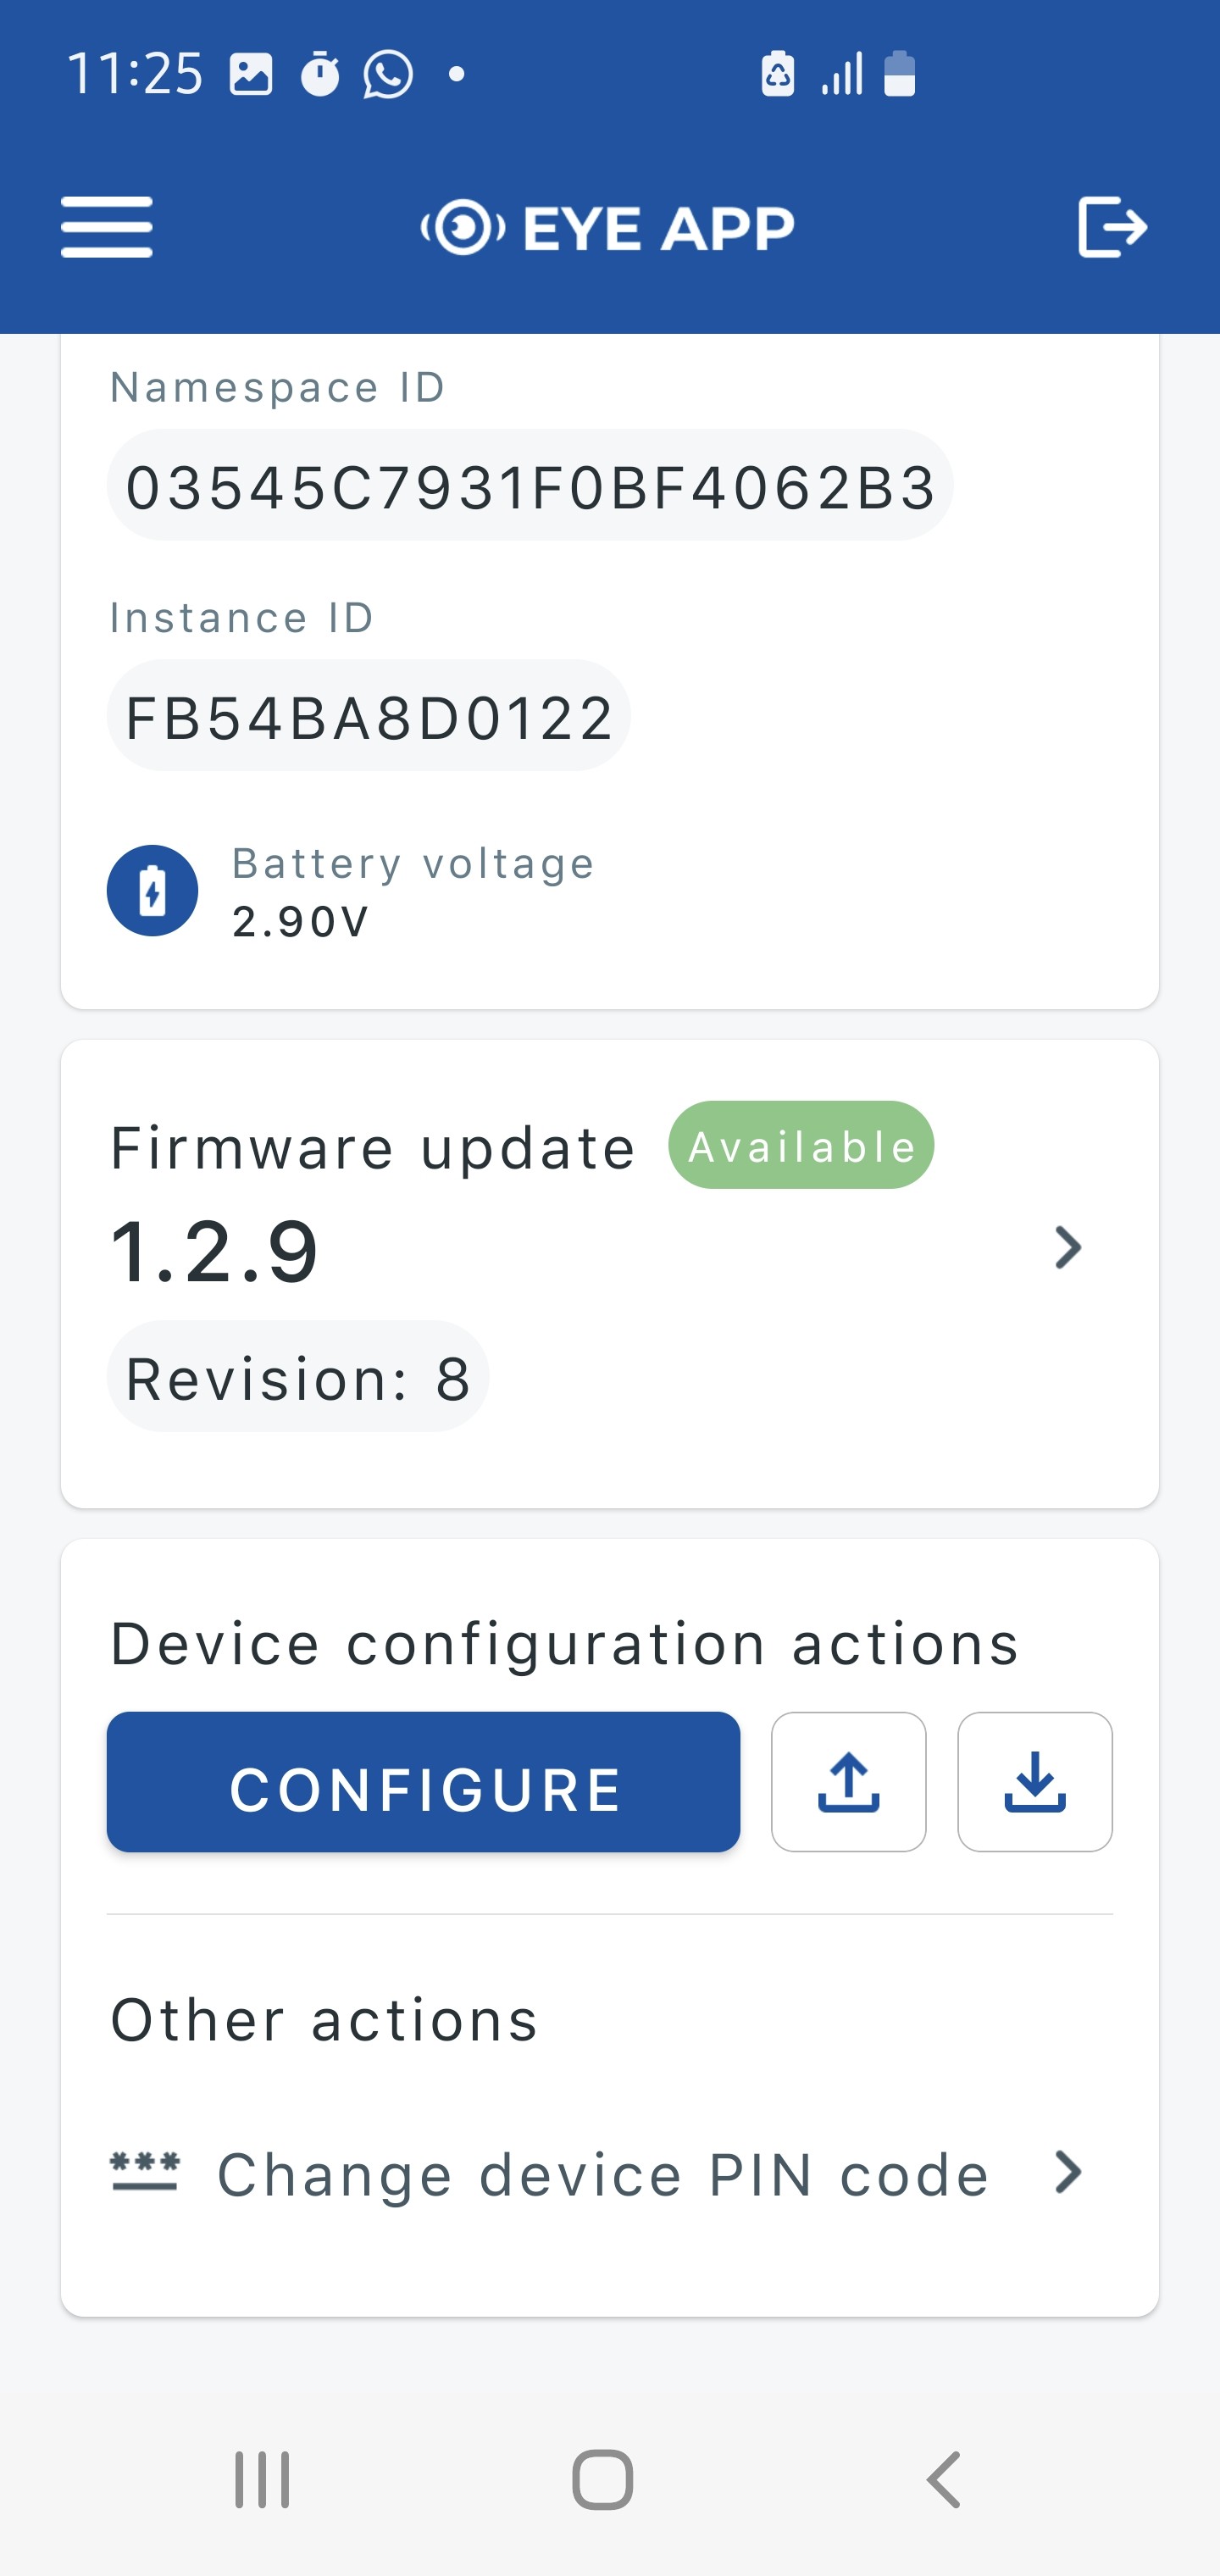 11:25
EYE APP
Namespace ID
03545C7931F0BF4062B3
Instance ID
FB54BA8D0122
Battery voltage
2.90V
Firmware update Available
1.2.9
Revision: 8
Device configuration actions
CONFIGURE
Other actions
Change device PIN code